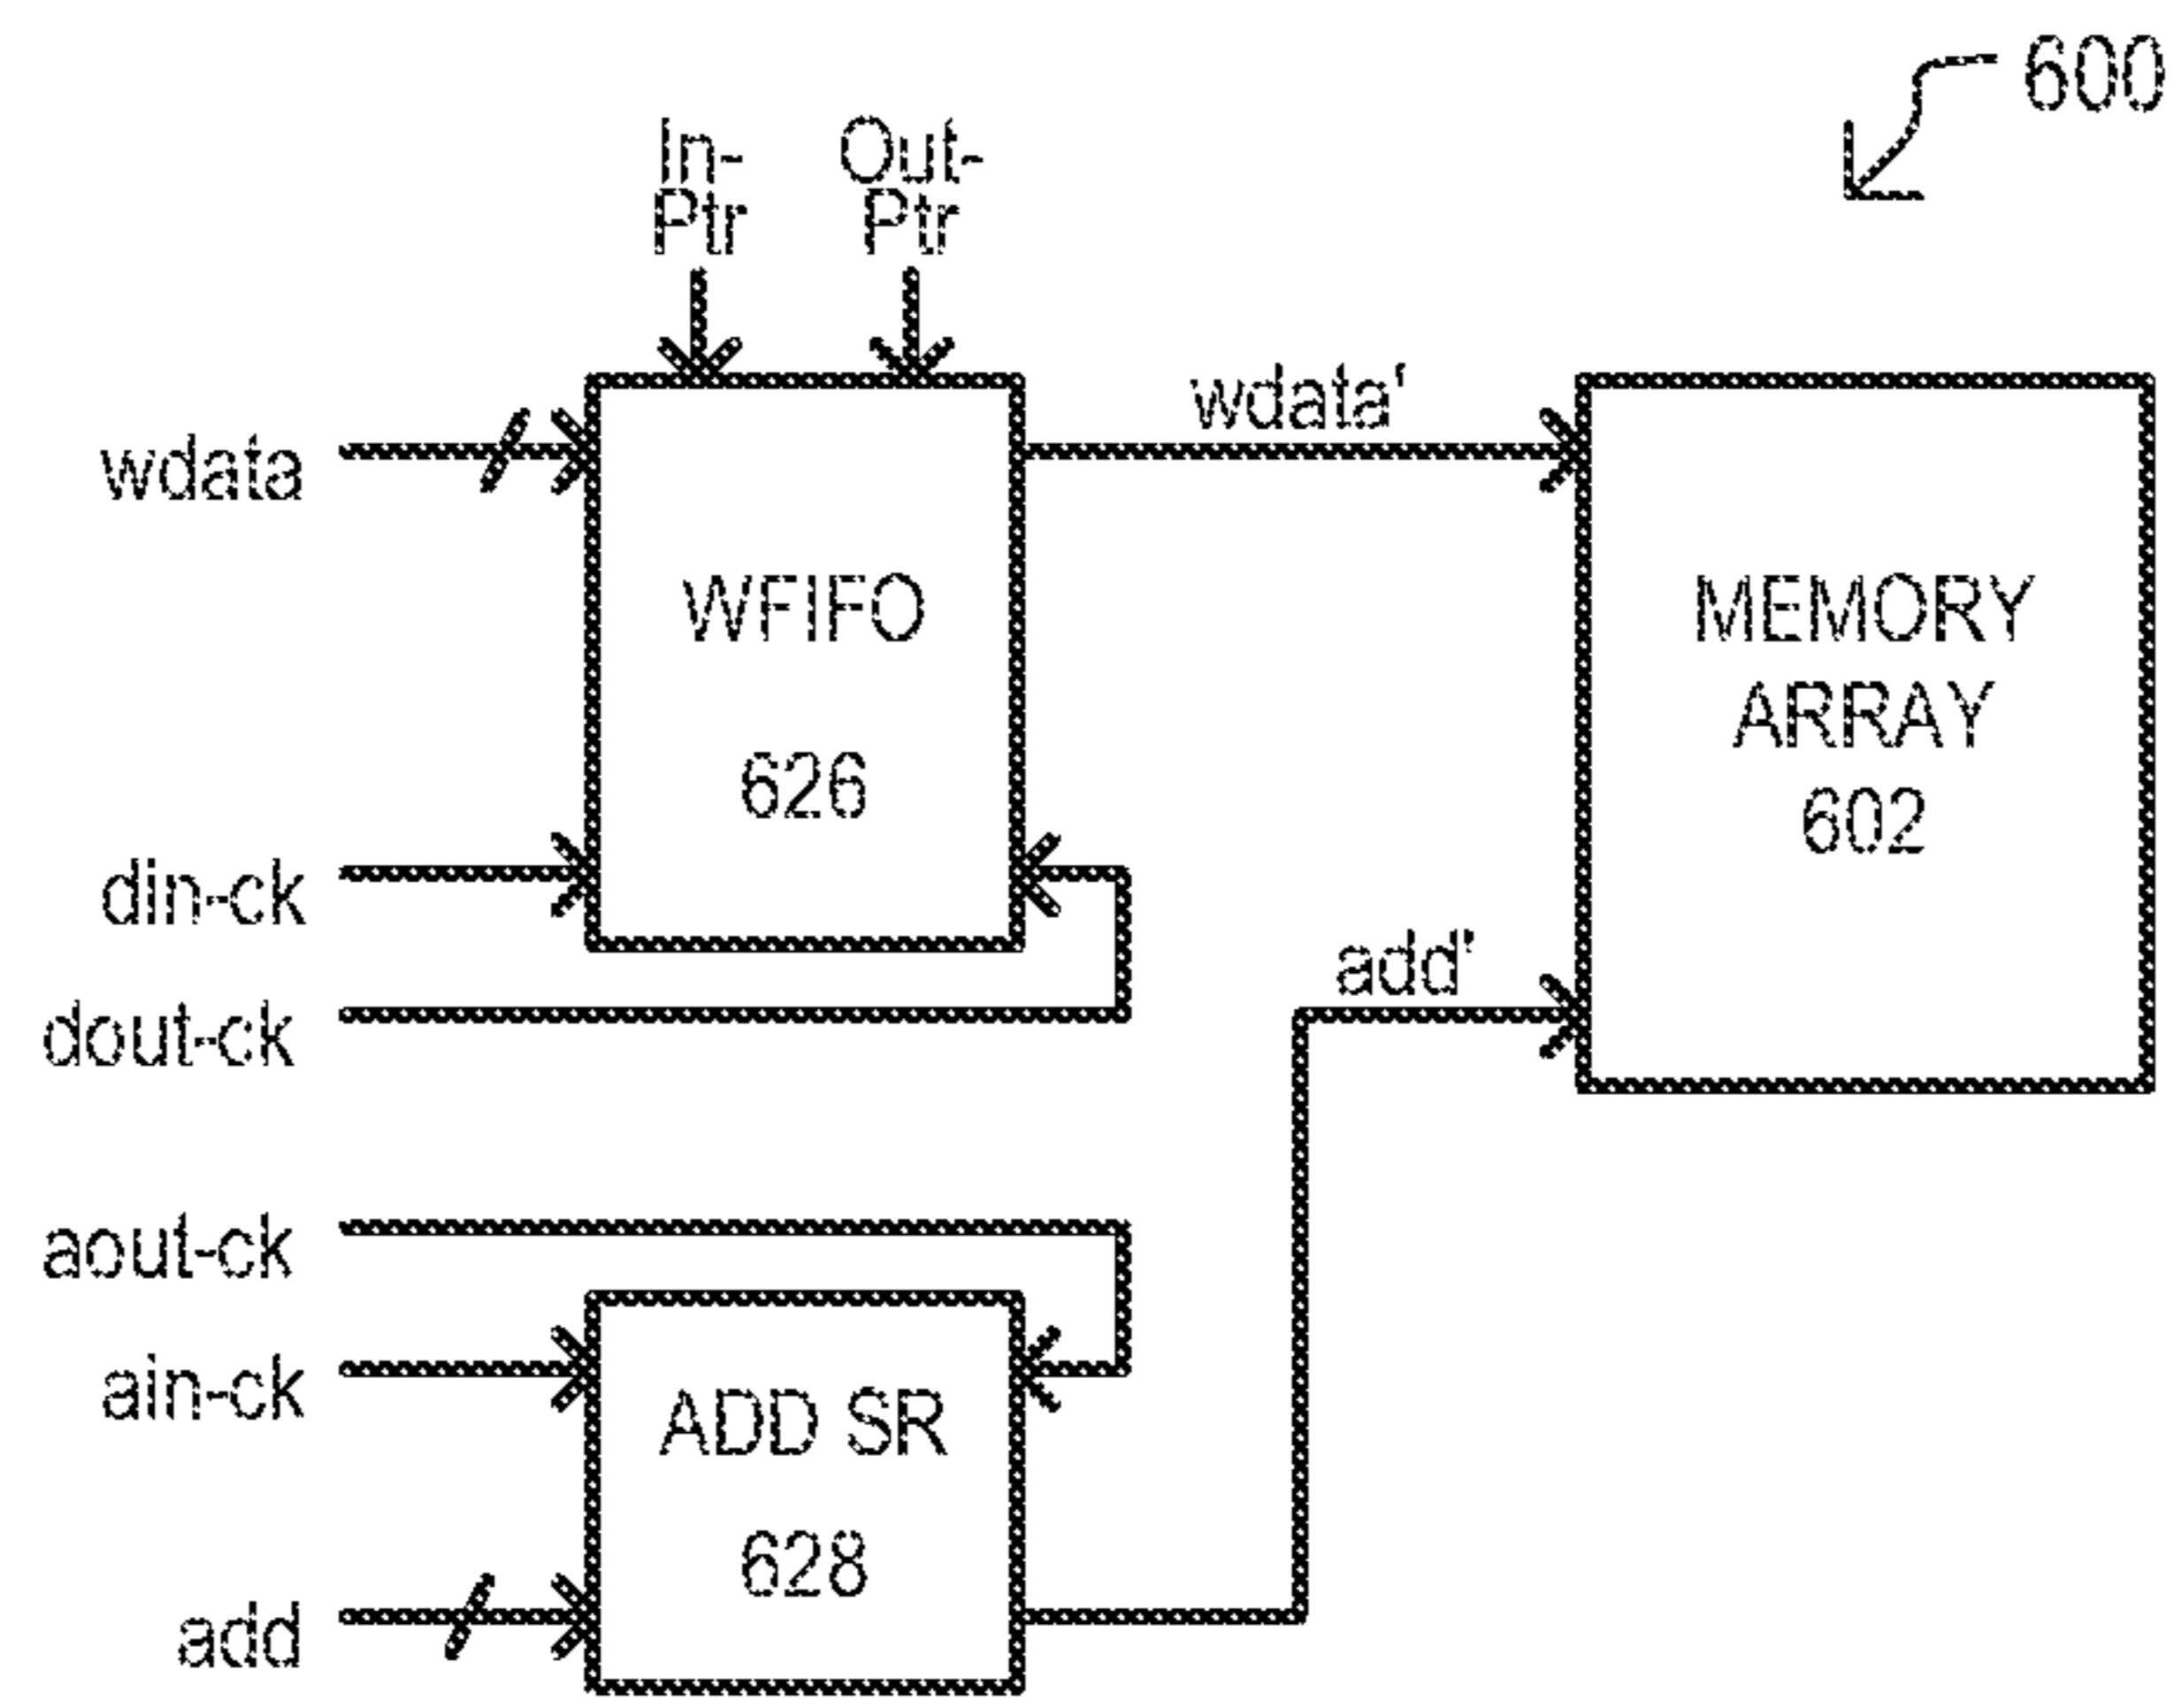 600
In-
Ptr
Out-
Ptr
wdata
wdata'
WFIFO
626
MEMORY
ARRAY
602
din-ck
dout-ck
add'
aout-ck
ain-ck
ADD SR
628
add